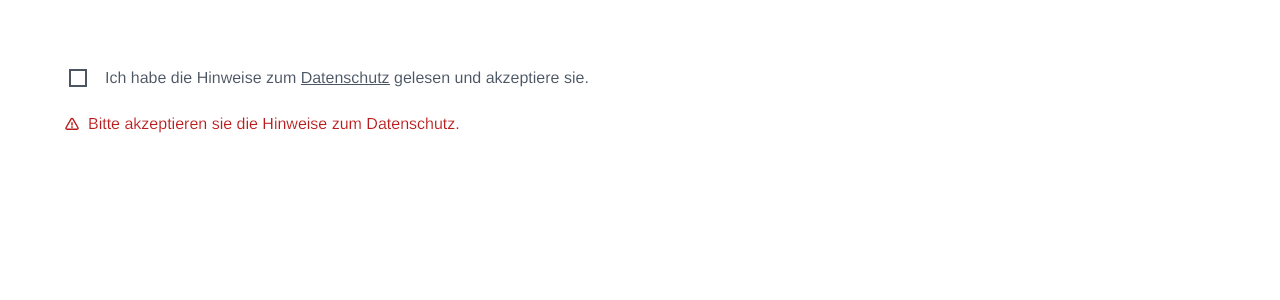 Ich habe die Hinweise zum Datenschutz gelesen und akzeptiere sie.
Bitte akzeptieren sie die Hinweise zum Datenschutz.